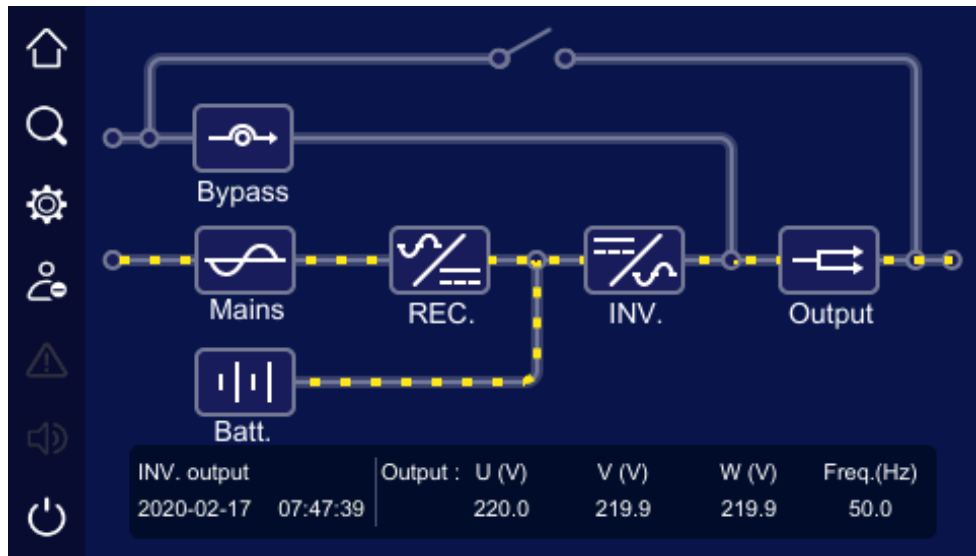 Bypass
Mains REC. INV. Output
Batt.
INV. output Output : U (V) V (V) W (V) Freq.(Hz)
2020-02-17 07:47:39 220.0 219.9 219.9 50.0